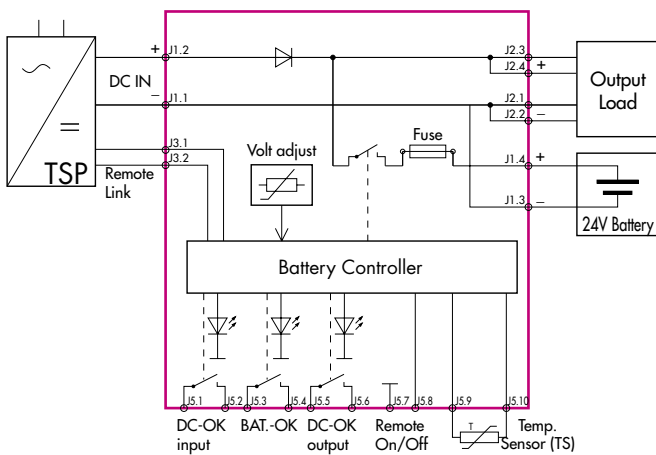 +
J1.2
DC IN
−
J1.1
TSP
J3.1
J3.2
Remote
Link
Volt adjust
Fuse
J2.3
J2.4
+
J2.1
J2.2
−
Output
Load
J1.4
+
J1.3
−
24V Battery
Battery Controller
J5.1
J5.2
J5.3
J5.4
J5.5
J5.6
J5.7
J5.8
J5.9
J5.10
DC-OK
input
BAT.-OK
DC-OK
output
Remote
On/Off
T
Temp.
Sensor (TS)